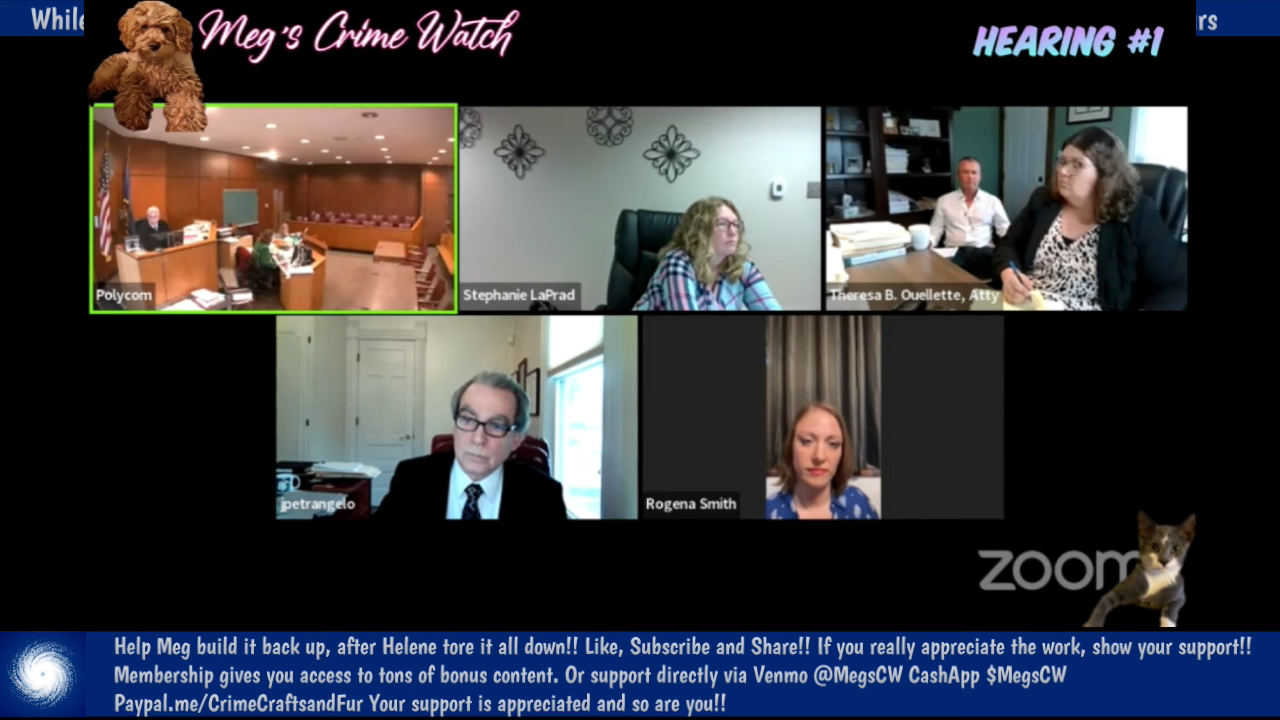 While
rs
Meg's Crime Watch
HEARING #1
Polycom
Stephanie LaPrad
Theresa B. Ouellette, Atty
jpetrangelo
Rogena Smith
zoom
Help Meg build it back up, after Helene tore it all down!! Like, Subscribe and Share!! If you really appreciate the work, show your support!!
Membership gives you access to tons of bonus content. Or support directly via Venmo @MegsCW CashApp $MegsCW
Paypal.me/CrimeCraftsandFur Your support is appreciated and so are you!!